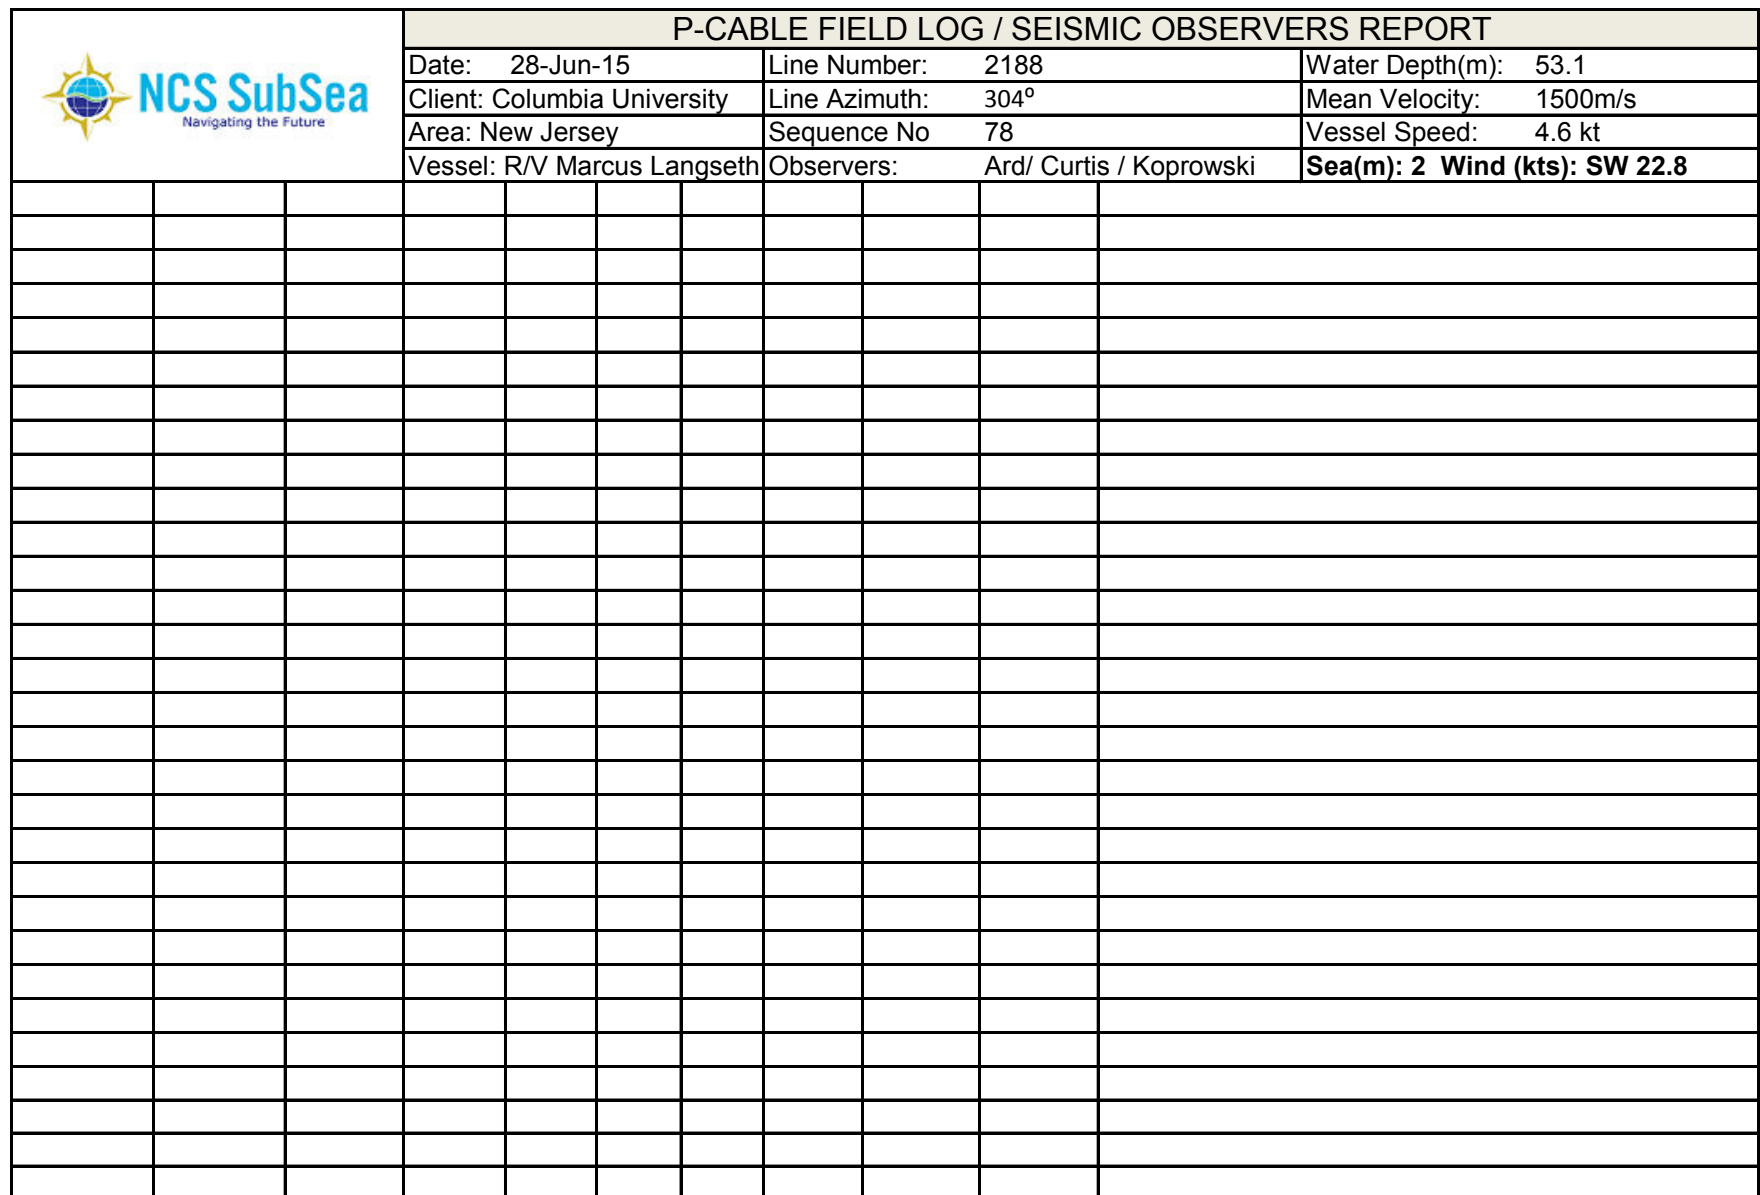 P-CABLE FIELD LOG / SEISMIC OBSERVERS REPORT
NCS SubSea
Navigating the Future
Date: 28-Jun-15 Line Number: 2188 Water Depth(m): 53.1
Client: Columbia University Line Azimuth: 304⁰ Mean Velocity: 1500m/s
Area: New Jersey Sequence No 78 Vessel Speed: 4.6 kt
Vessel: R/V Marcus Langseth Observers: Ard/ Curtis / Koprowski Sea(m): 2 Wind (kts): SW 22.8